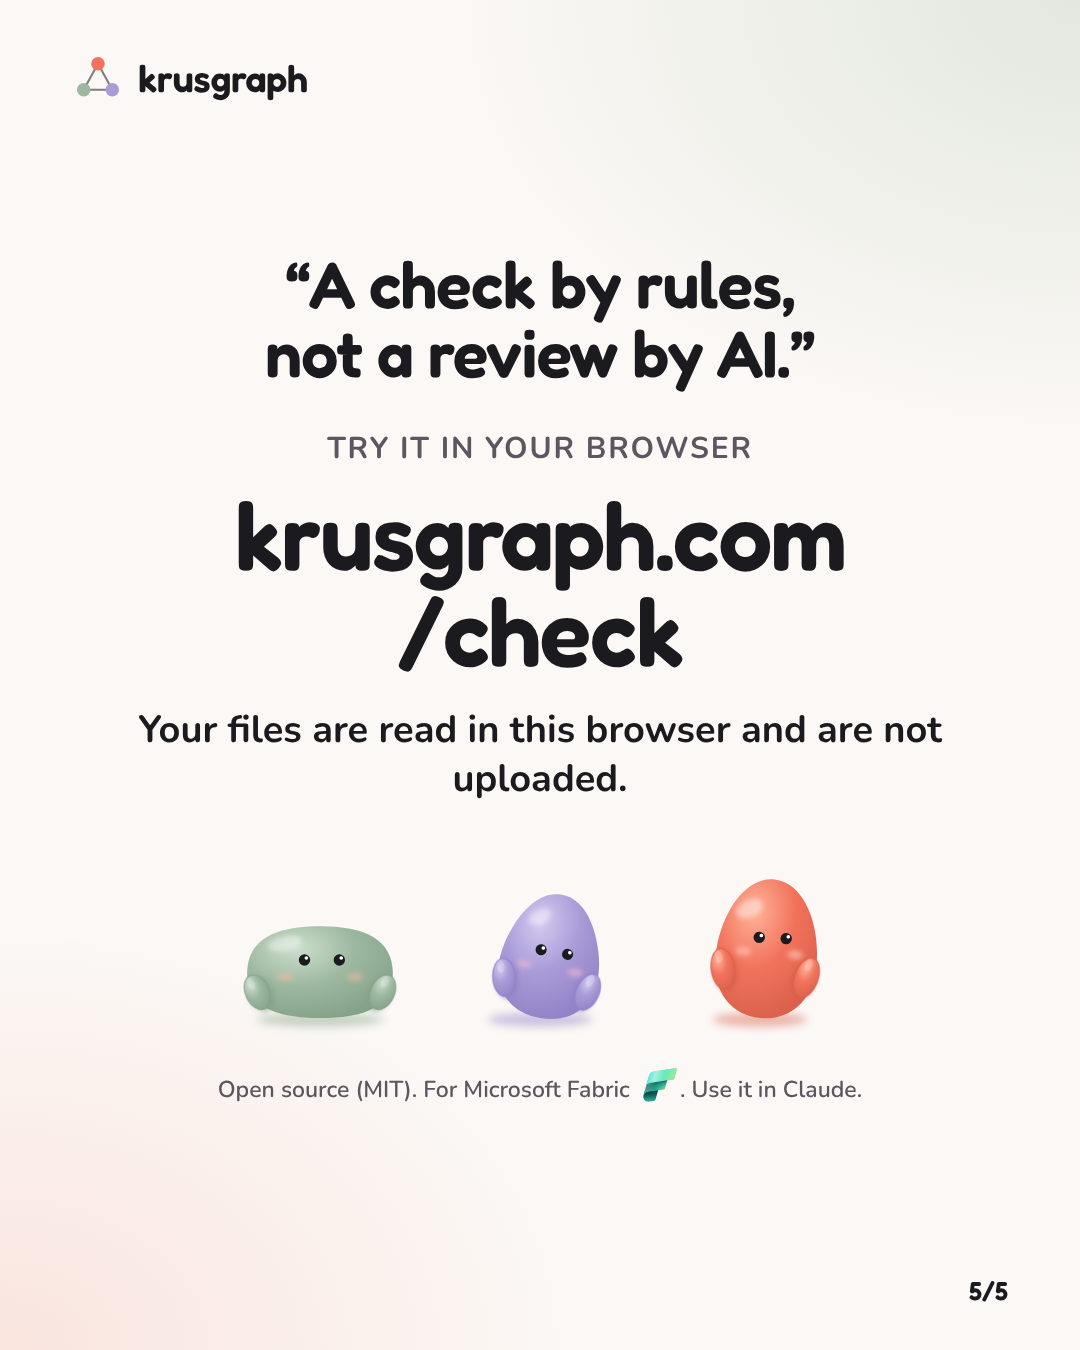 krusgraph
“A check by rules,
not a review by AI.”
TRY IT IN YOUR BROWSER
krusgraph.com
/check
Your files are read in this browser and are not
uploaded.
Open source (MIT). For Microsoft Fabric . Use it in Claude.
5/5